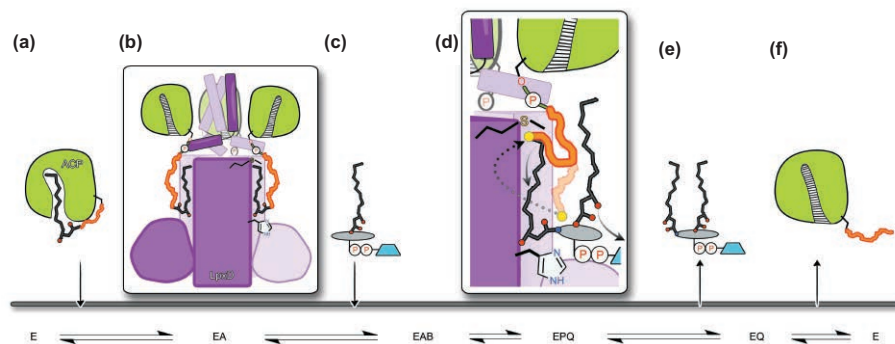 (a) (b) (c) (d) (e) (f)
ACP
LpxD
P P
P P
P
P
S
P P
N
NH
P P
E EA EAB EPQ EQ E